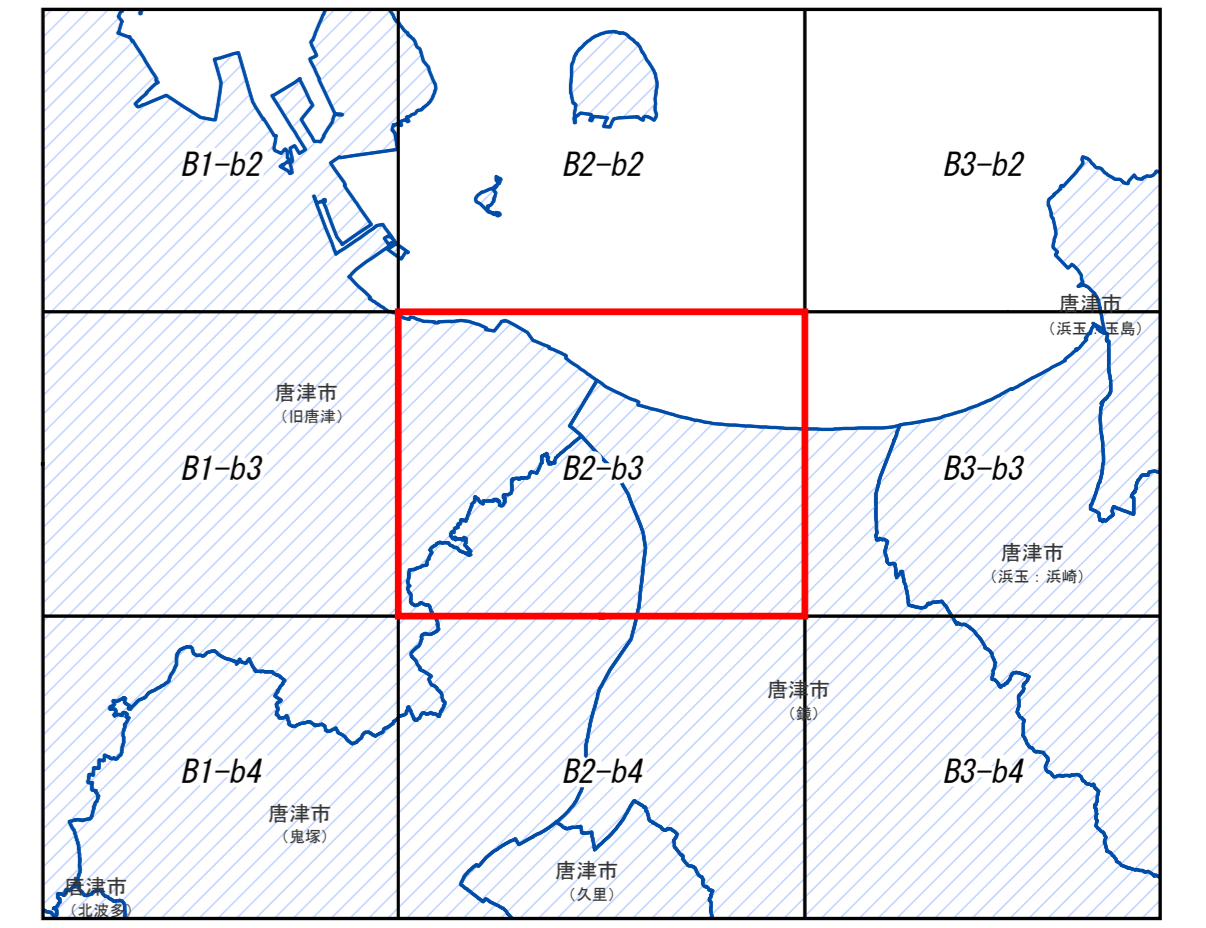 B1-b2
B2-b2
B3-b2
唐津市
（浜玉：玉島）
唐津市
（旧唐津）
B1-b3
B2-b3
B3-b3
唐津市
（浜玉：浜崎）
唐津市
（鏡）
B1-b4
B2-b4
B3-b4
唐津市
（鬼塚）
唐津市
（久里）
唐津市
（北波多）